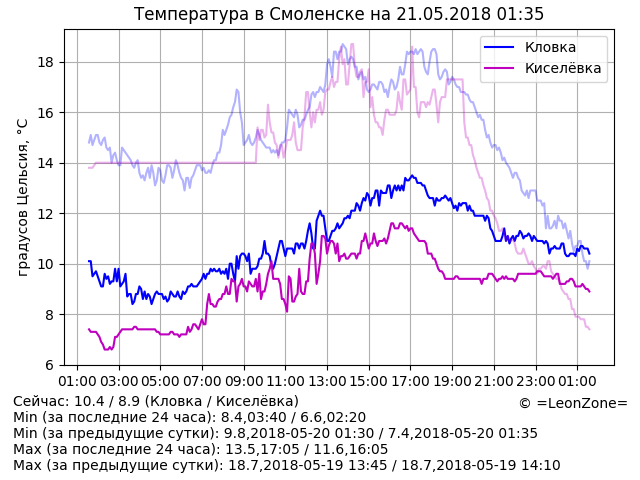 Температура в Смоленске на 21.05.2018 01:35
Кловка
Киселёвка
градусов Цельсия, °C
18
16
14
12
10
8
6
01:00 03:00 05:00 07:00 09:00 11:00 13:00 15:00 17:00 19:00 21:00 23:00 01:00
Сейчас: 10.4 / 8.9 (Кловка / Киселёвка)
© =LeonZone=
Min (за последние 24 часа): 8.4,03:40 / 6.6,02:20
Min (за предыдущие сутки): 9.8,2018-05-20 01:30 / 7.4,2018-05-20 01:35
Max (за последние 24 часа): 13.5,17:05 / 11.6,16:05
Max (за предыдущие сутки): 18.7,2018-05-19 13:45 / 18.7,2018-05-19 14:10